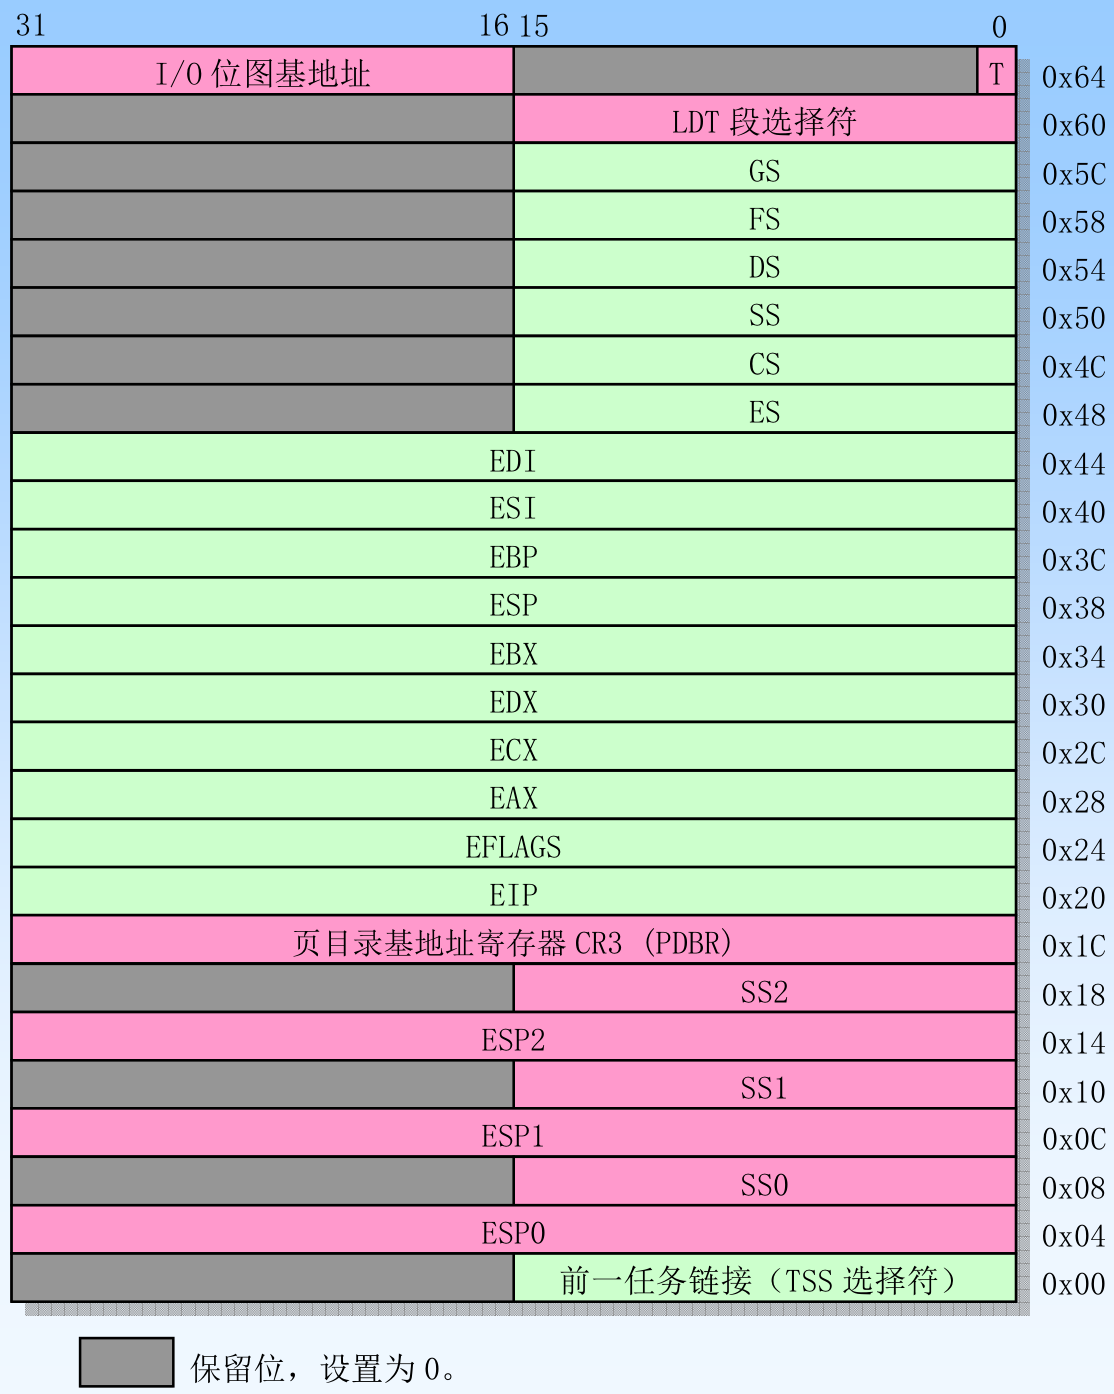 31 16 15 0
I/O 位图基地址 T 0x64
LDT 段选择符 0x60
GS 0x5C
FS 0x58
DS 0x54
SS 0x50
CS 0x4C
ES 0x48
EDI 0x44
ESI 0x40
EBP 0x3C
ESP 0x38
EBX 0x34
EDX 0x30
ECX 0x2C
EAX 0x28
EFLAGS 0x24
EIP 0x20
页目录基地址寄存器 CR3 (PDBR) 0x1C
SS2 0x18
ESP2 0x14
SS1 0x10
ESP1 0x0C
SS0 0x08
ESP0 0x04
前一任务链接（TSS 选择符） 0x00
保留位，设置为 0。